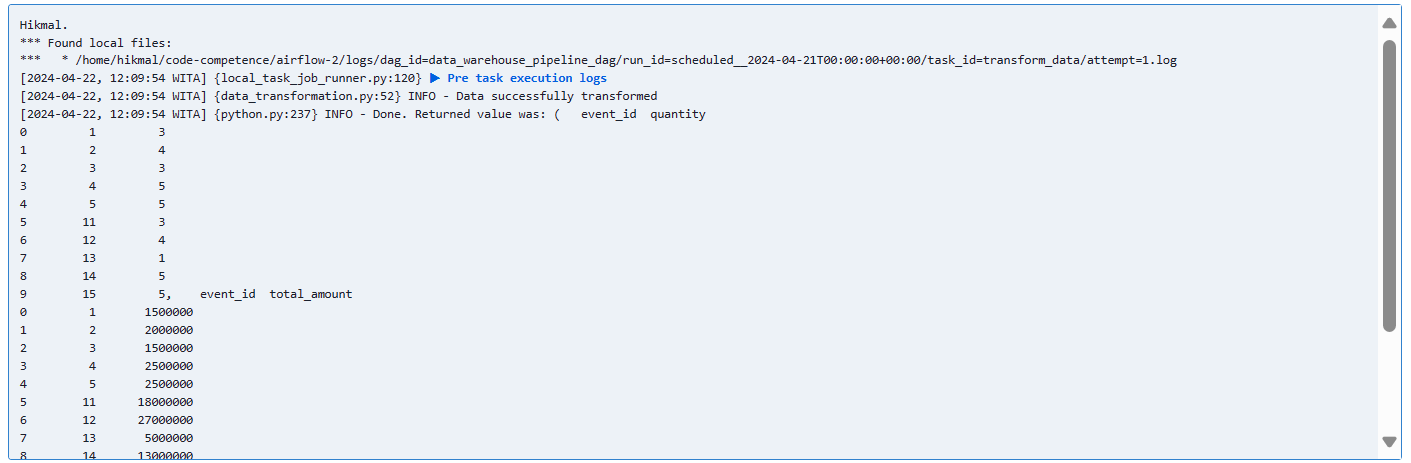 Hikmal.
*** Found local files:
***   * /home/hikmal/code-competence/airflow-2/logs/dag_id=data_warehouse_pipeline_dag/run_id=scheduled__2024-04-21T00:00:00+00:00/task_id=transform_data/attempt=1.log
[2024-04-22, 12:09:54 WITA] {local_task_job_runner.py:120} ▶ Pre task execution logs
[2024-04-22, 12:09:54 WITA] {data_transformation.py:52} INFO - Data successfully transformed
[2024-04-22, 12:09:54 WITA] {python.py:237} INFO - Done. Returned value was: (   event_id  quantity
0         1         3
1         2         4
2         3         3
3         4         5
4         5         5
5        11         3
6        12         4
7        13         1
8        14         5
9        15         5,    event_id  total_amount
0         1       1500000
1         2       2000000
2         3       1500000
3         4       2500000
4         5       2500000
5        11      18000000
6        12      27000000
7        13       5000000
8        14      13000000